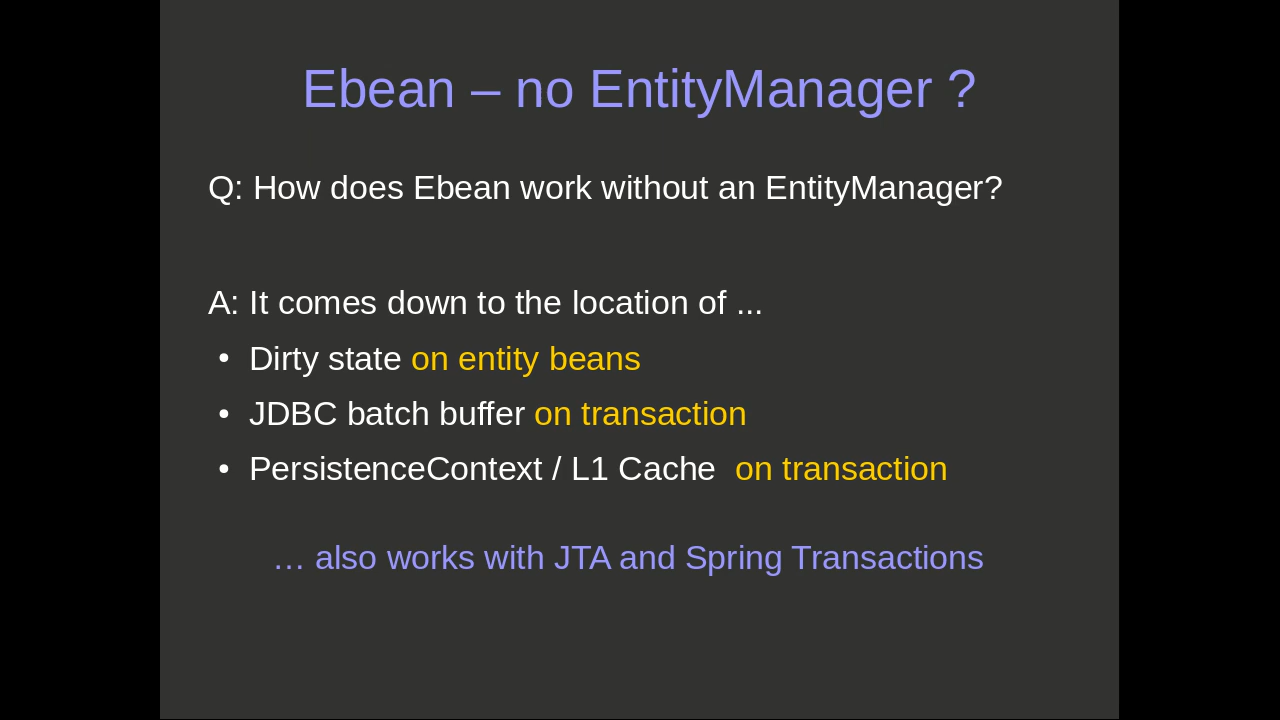 Ebean – no EntityManager ?
Q: How does Ebean work without an EntityManager?
A: It comes down to the location of ...
• Dirty state on entity beans
• JDBC batch buffer on transaction
• PersistenceContext / L1 Cache  on transaction
… also works with JTA and Spring Transactions